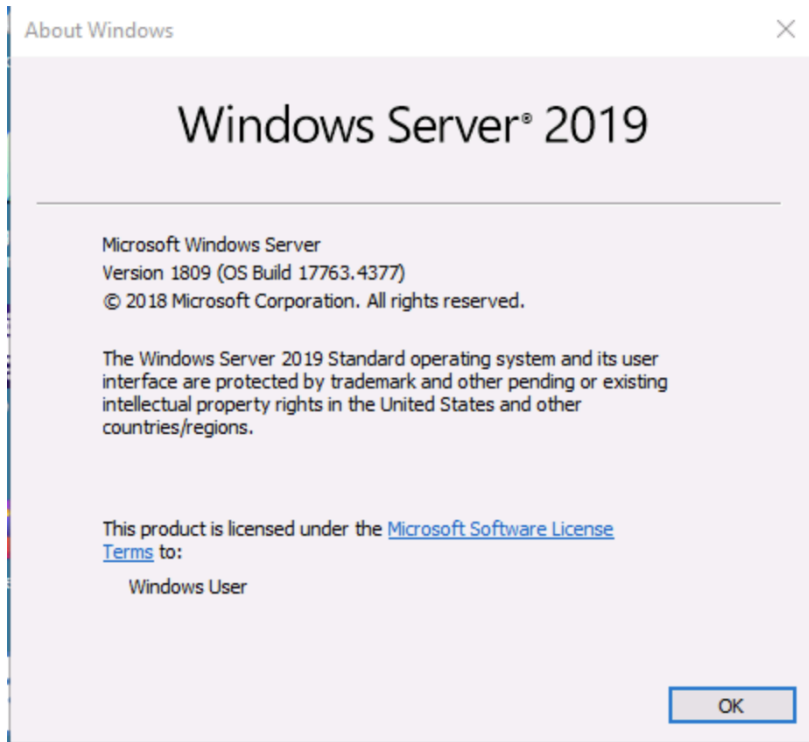 About Windows
Windows Server® 2019
Microsoft Windows Server
Version 1809 (OS Build 17763.4377)
© 2018 Microsoft Corporation. All rights reserved.
The Windows Server 2019 Standard operating system and its user
interface are protected by trademark and other pending or existing
intellectual property rights in the United States and other
countries/regions.
This product is licensed under the Microsoft Software License
Terms to:
Windows User
OK